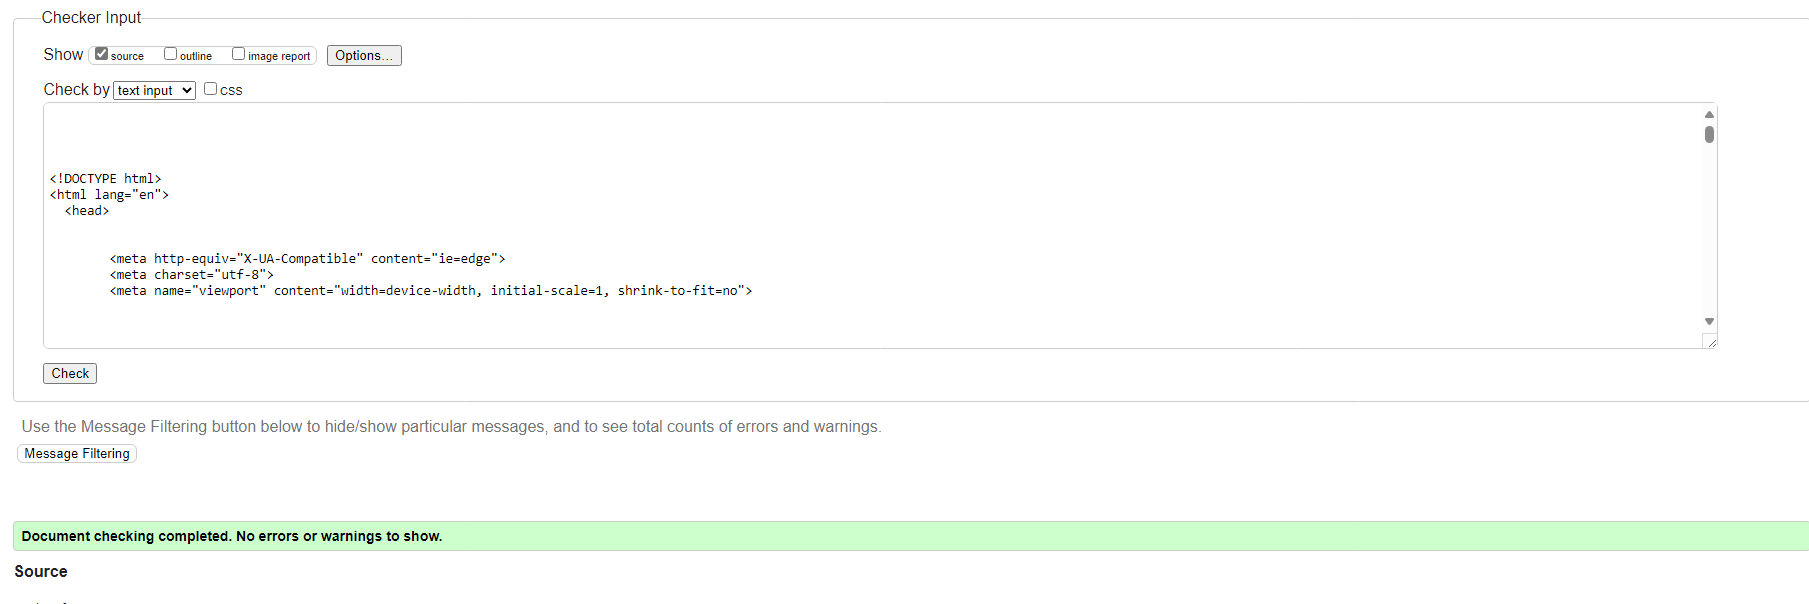 Checker Input
Show source outline image report Options...
Check by text input css
<!DOCTYPE html>
<html lang="en">
<head>
<meta http-equiv="X-UA-Compatible" content="ie=edge">
<meta charset="utf-8">
<meta name="viewport" content="width=device-width, initial-scale=1, shrink-to-fit=no">
Check
Use the Message Filtering button below to hide/show particular messages, and to see total counts of errors and warnings.
Message Filtering
Document checking completed. No errors or warnings to show.
Source